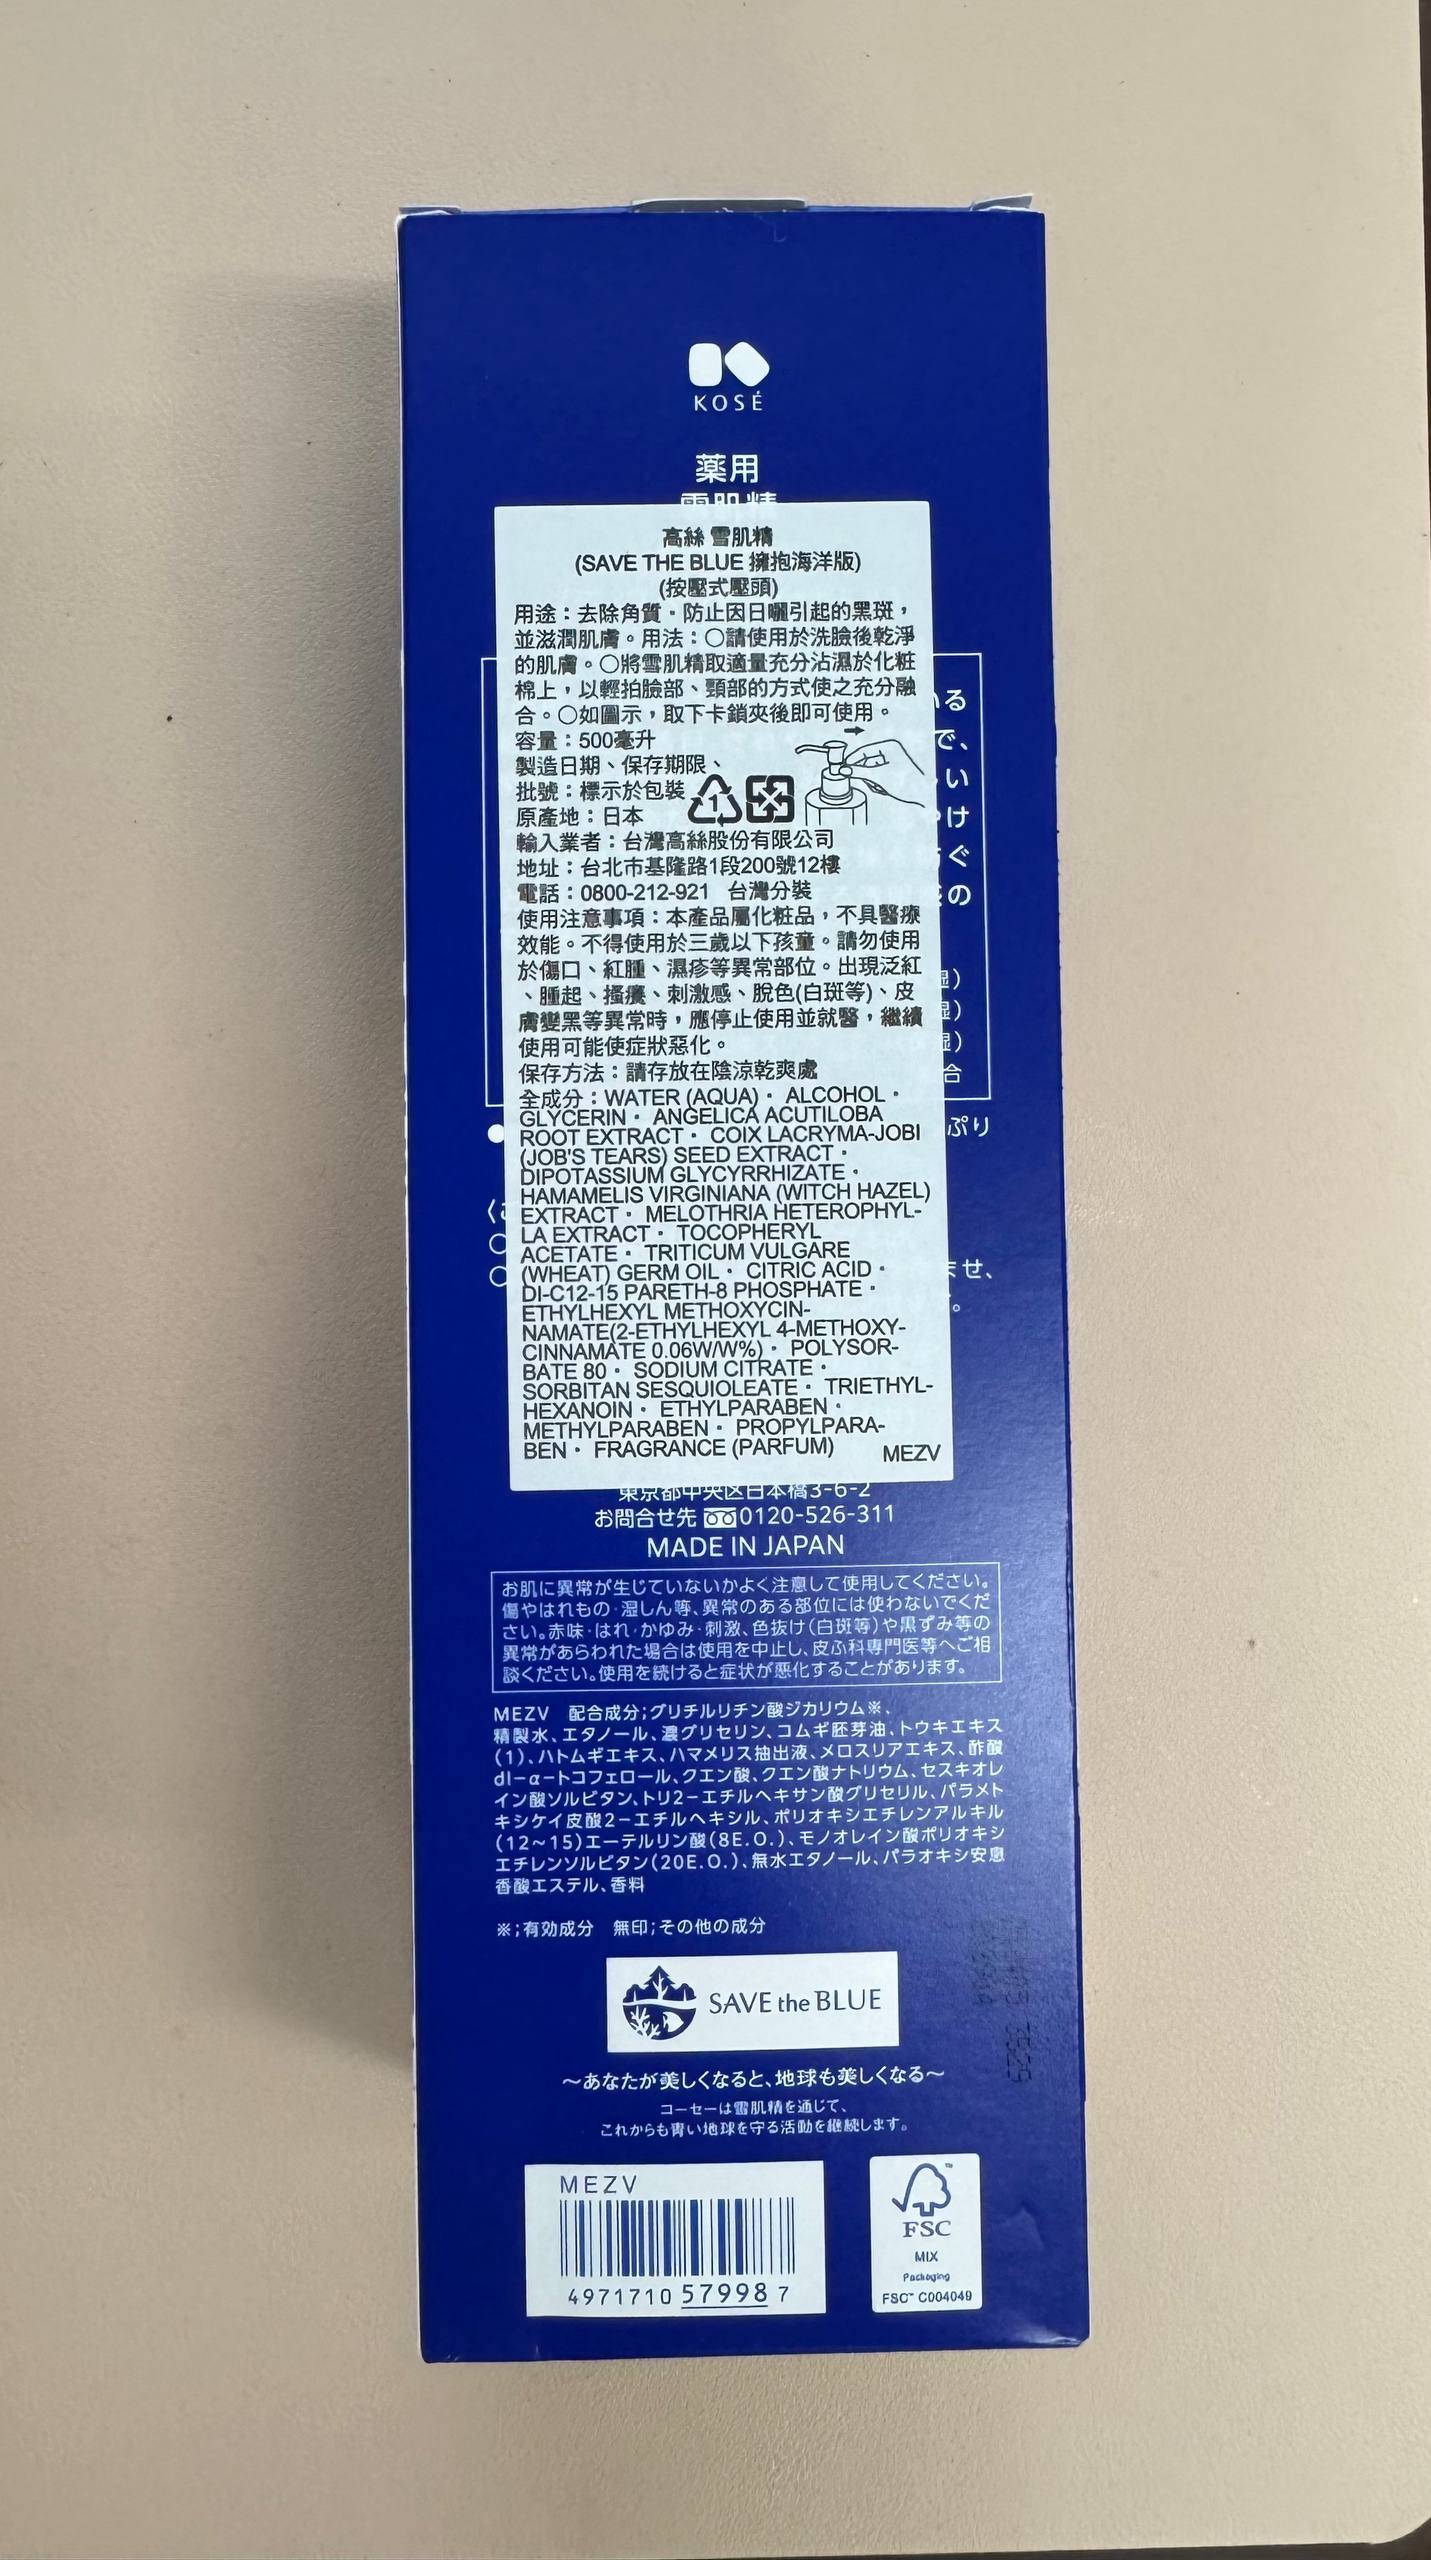 KOSÉ
薬用
雪肌精
高絲 雪肌精
(SAVE THE BLUE 擁抱海洋版)
(按壓式壓頭)
用途：去除角質，防止因日曬引起的黑斑，
並滋潤肌膚。用法：〇請使用於洗臉後乾淨
的肌膚。〇將雪肌精取適量充分沾濕於化粧
棉上，以輕拍臉部、頸部的方式使之充分融
合。〇如圖示，取下卡鎖夾後即可使用。
容量：500毫升
製造日期、保存期限、
批號：標示於包裝
1
原產地：日本
輸入業者：台灣高絲股份有限公司
地址：台北市基隆路1段200號12樓
電話：0800-212-921 台灣分裝
使用注意事項：本產品屬化粧品，不具醫療
效能。不得使用於三歲以下孩童。請勿使用
於傷口、紅腫、濕疹等異常部位。出現泛紅
、腫起、搔癢、刺激感、脫色(白斑等)、皮
膚變黑等異常時，應停止使用並就醫，繼續
使用可能使症狀惡化。
保存方法：請存放在陰涼乾爽處
全成分：WATER (AQUA)・ ALCOHOL・
GLYCERIN・ ANGELICA ACUTILOBA
ROOT EXTRACT・ COIX LACRYMA-JOBI
(JOB'S TEARS) SEED EXTRACT・
DIPOTASSIUM GLYCYRRHIZATE・
HAMAMELIS VIRGINIANA (WITCH HAZEL)
EXTRACT・ MELOTHRIA HETEROPHYL-
LA EXTRACT・ TOCOPHERYL
ACETATE・ TRITICUM VULGARE
(WHEAT) GERM OIL・ CITRIC ACID・
DI-C12-15 PARETH-8 PHOSPHATE・
ETHYLHEXYL METHOXYCIN-
NAMATE(2-ETHYLHEXYL 4-METHOXY-
CINNAMATE 0.06W/W%)・ POLYSOR-
BATE 80・ SODIUM CITRATE・
SORBITAN SESQUIOLEATE・ TRIETHYL-
HEXANOIN・ ETHYLPARABEN・
METHYLPARABEN・ PROPYLPARA-
BEN・ FRAGRANCE (PARFUM) MEZV
る
で、
い
け
ぐ
の
)
)
)
合
●
ぷり
ませ、
。
東京都中央区日本橋3-6-2
お問合せ先 0120-526-311
MADE IN JAPAN
お肌に異常が生じていないかよく注意して使用してください。
傷やはれもの・湿しん等、異常のある部位には使わないでくだ
さい。赤味・はれ・かゆみ・刺激、色抜け(白斑等)や黒ずみ等の
異常があらわれた場合は使用を中止し、皮ふ科専門医等へご相
談ください。使用を続けると症状が悪化することがあります。
MEZV 配合成分；グリチルリチン酸ジカリウム※、
精製水、エタノール、濃グリセリン、コムギ胚芽油、トウキエキス
(1)、ハトムギエキス、ハマメリス抽出液、メロスリアエキス、酢酸
dl-α-トコフェロール、クエン酸、クエン酸ナトリウム、セスキオレ
イン酸ソルビタン、トリ2-エチルヘキサン酸グリセリル、パラメト
キシケイ皮酸2-エチルヘキシル、ポリオキシエチレンアルキル
(12～15)エーテルリン酸(8E.O.)、モノオレイン酸ポリオキシ
エチレンソルビタン(20E.O.)、無水エタノール、パラオキシ安息
香酸エステル、香料
※；有効成分 無印；その他の成分
SAVE the BLUE
～あなたが美しくなると、地球も美しくなる～
コーセーは雪肌精を通じて、
これからも青い地球を守る活動を継続します。
MEZV
4971710 57998 7
FSC™
MIX
Packaging
FSC™ C004049